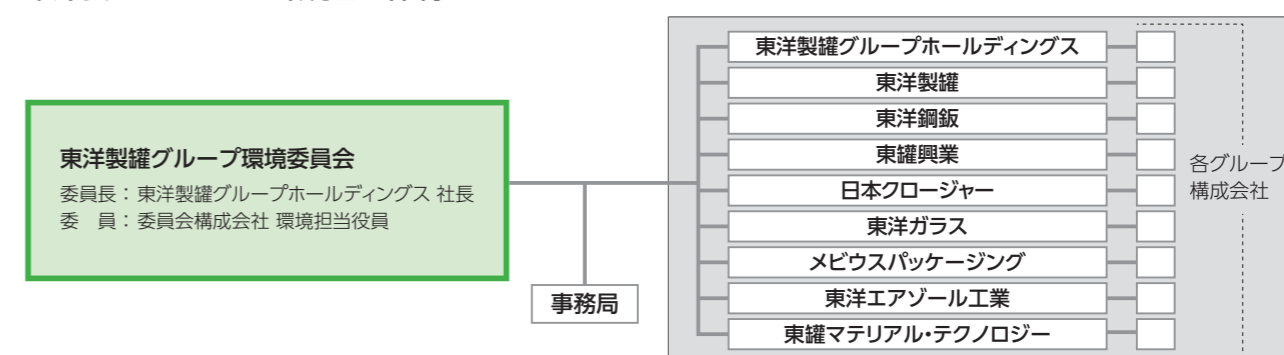 東洋製罐グループ環境委員会
委員長：東洋製罐グループホールディングス 社長
委　員：委員会構成会社 環境担当役員
事務局
東洋製罐グループホールディングス
東洋製罐
東洋鋼鈑
東罐興業
日本クロージャー
東洋ガラス
メビウスパッケージング
東洋エアゾール工業
東罐マテリアル・テクノロジー
各グループ
構成会社